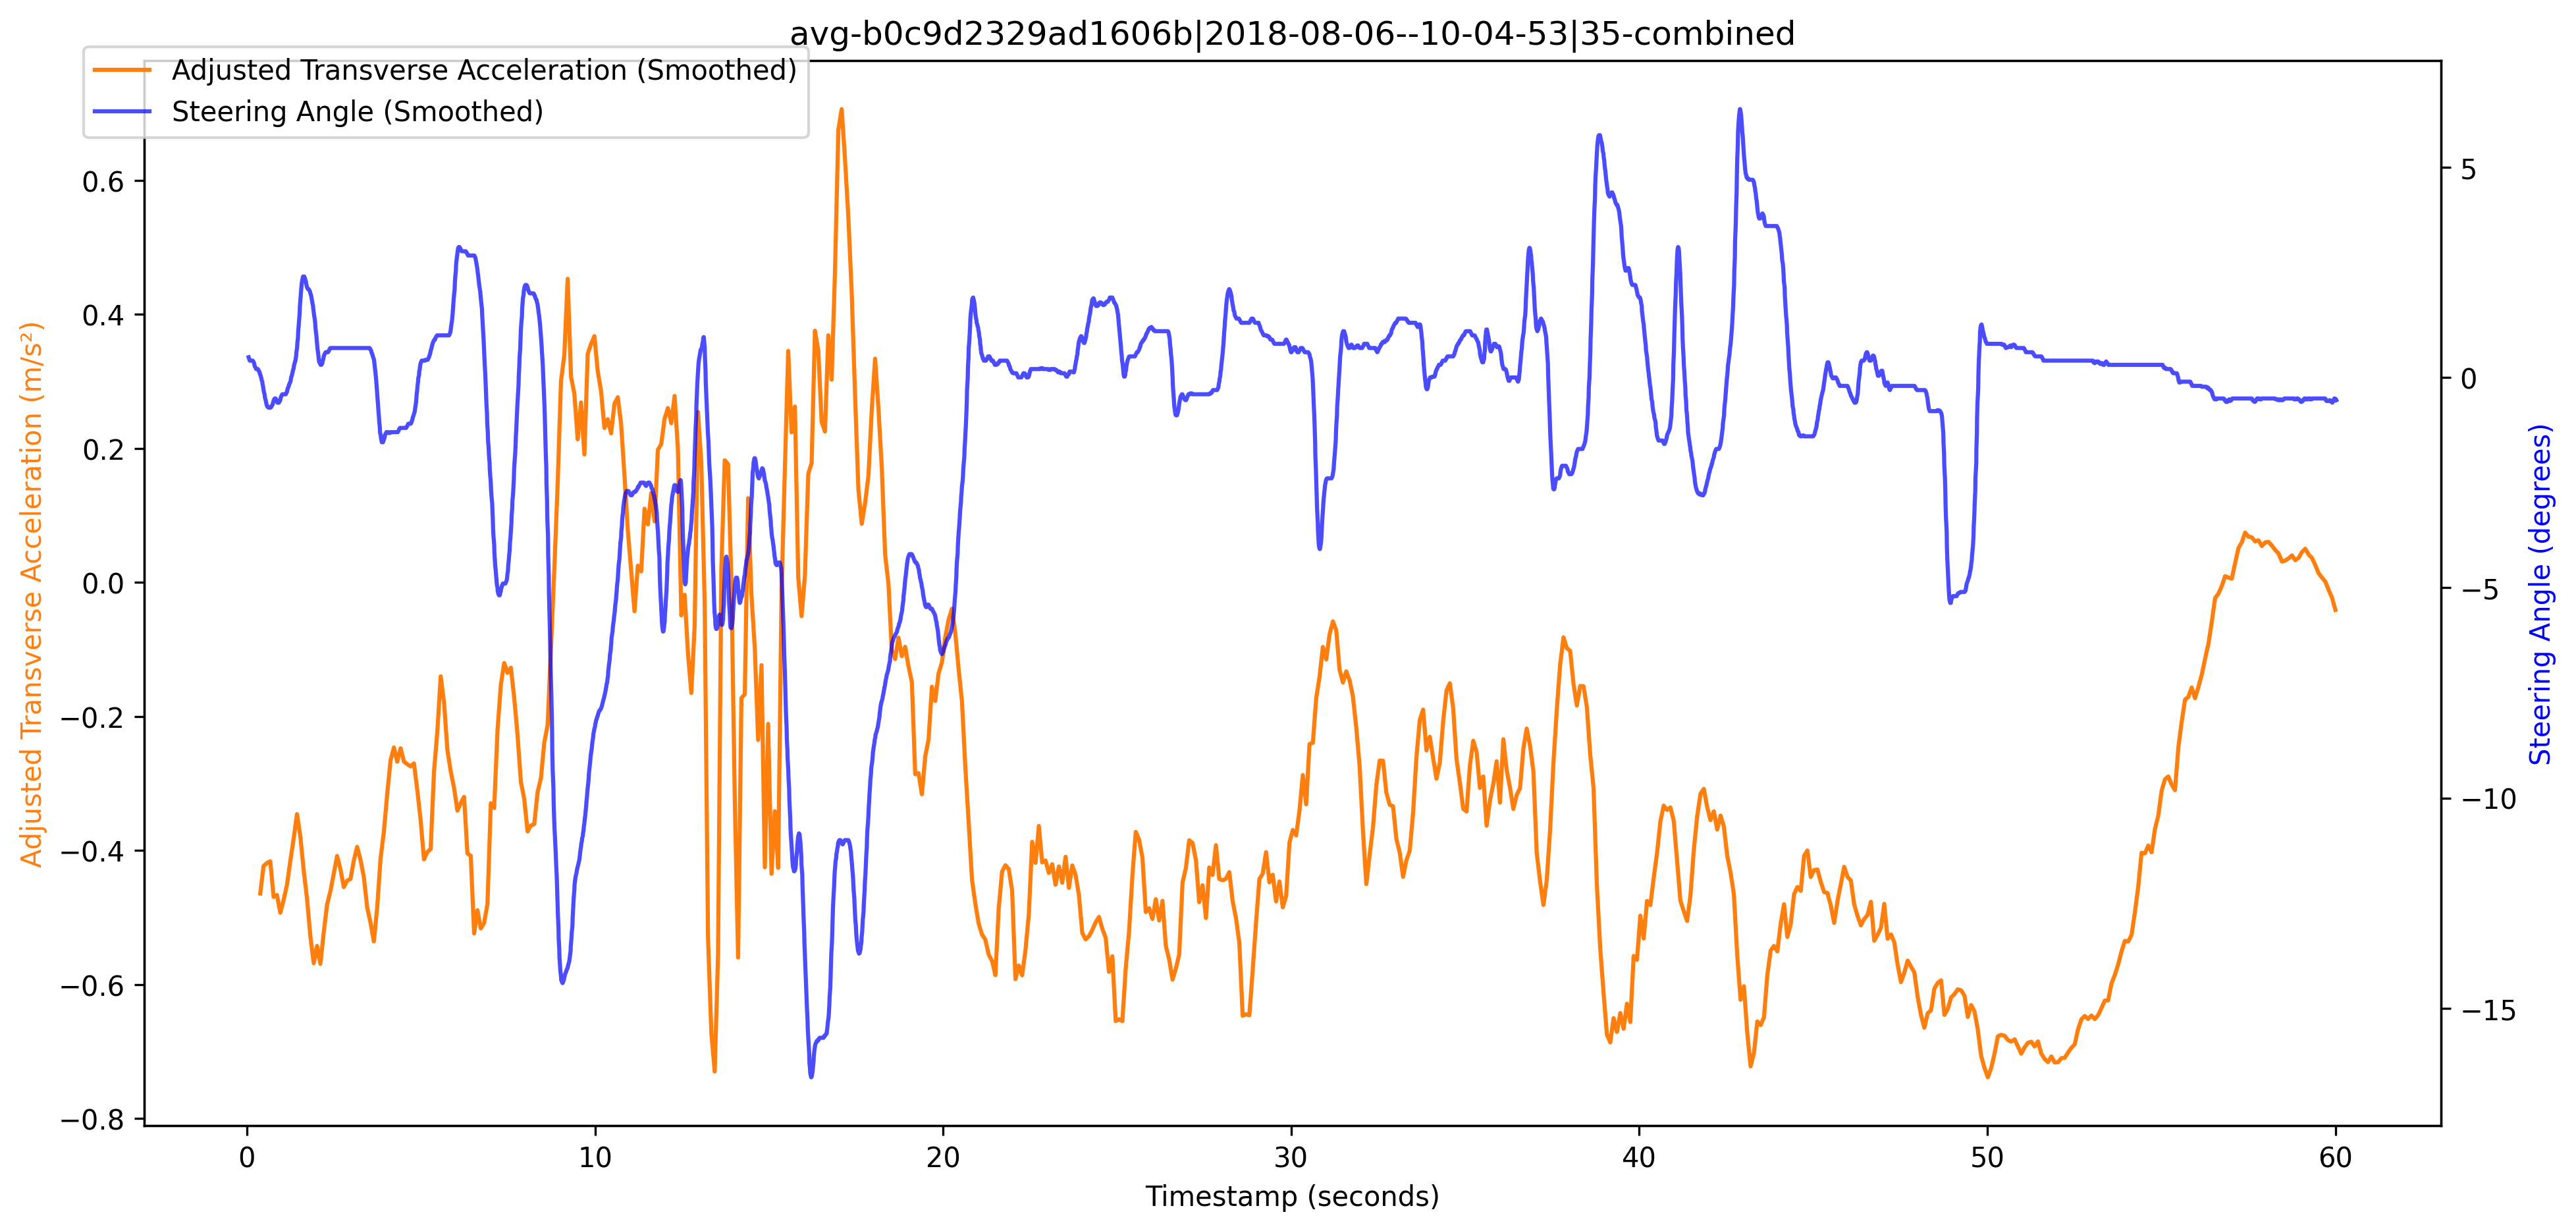 avg-b0c9d2329ad1606b|2018-08-06--10-04-53|35-combined
Adjusted Transverse Acceleration (Smoothed)
Steering Angle (Smoothed)
Adjusted Transverse Acceleration (m/s²)
0.6
0.4
0.2
0.0
−0.2
−0.4
−0.6
−0.8
5
0
−5
−10
−15
Steering Angle (degrees)
0 10 20 30 40 50 60
Timestamp (seconds)